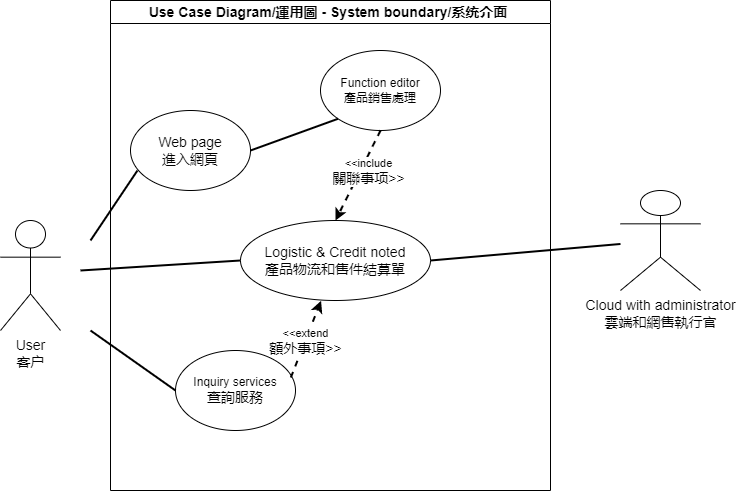 Use Case Diagram/運用圖 - System boundary/系统介面
Function editor
產品銷售處理
Web page
進入網頁
<<include
關聯事项>>
Logistic & Credit noted
產品物流和售件結算單
Cloud with administrator
雲端和網售執行官
User
客户
<<extend
額外事項>>
Inquiry services
查詢服務